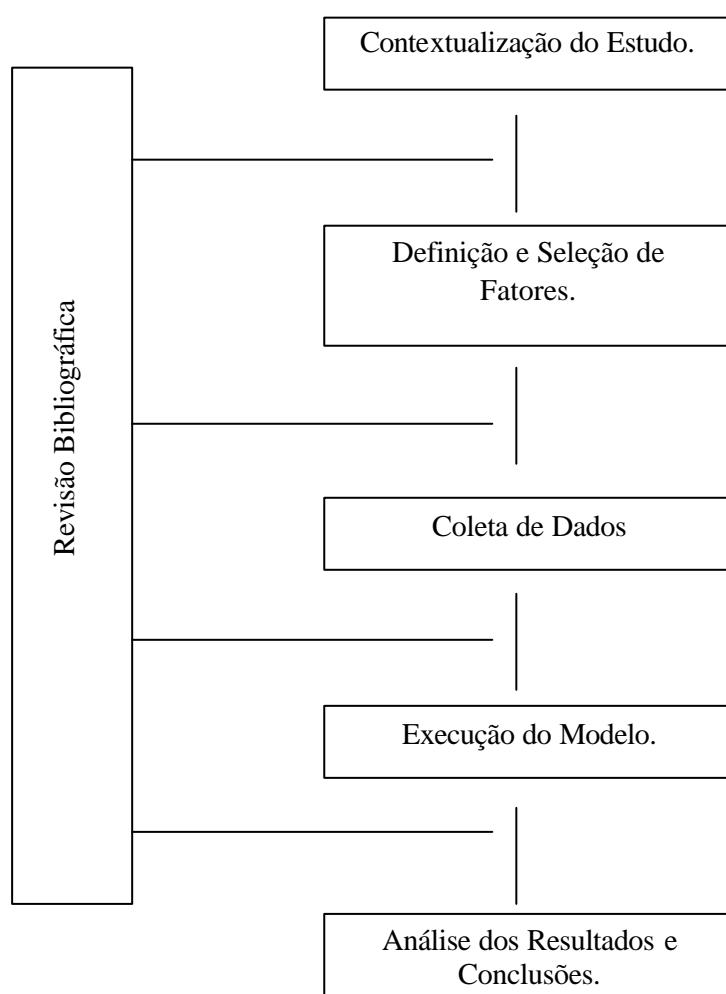 Contextualização do Estudo.
Revisão Bibliográfica
Definição e Seleção de
Fatores.
Coleta de Dados
Execução do Modelo.
Análise dos Resultados e
Conclusões.